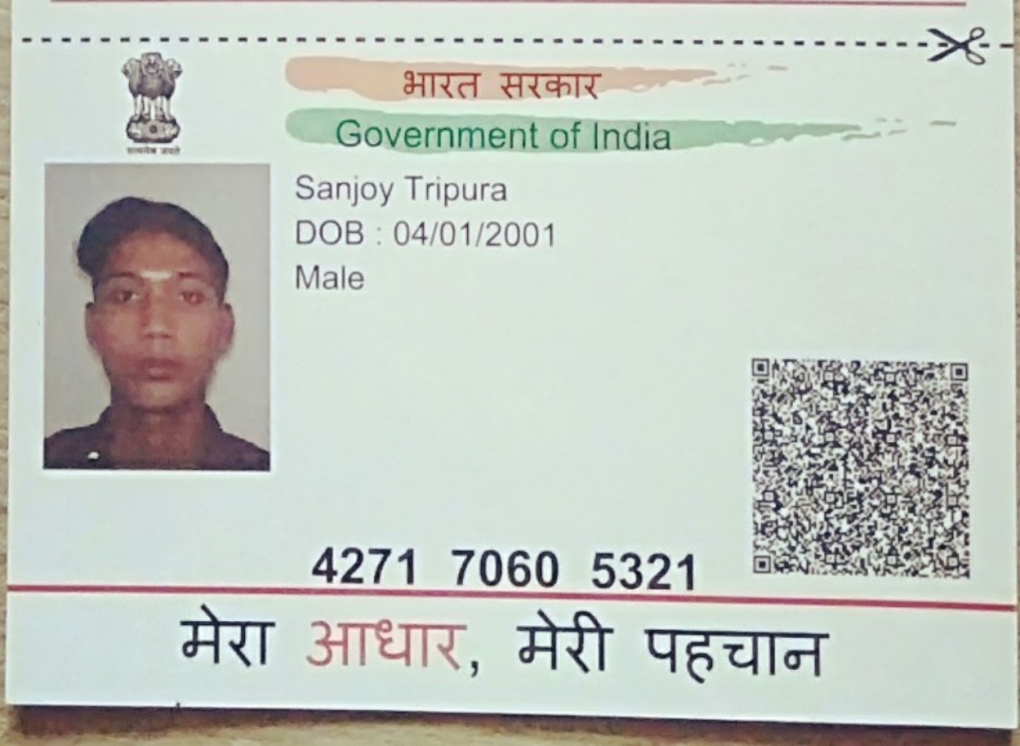 सत्यमेव जयते
भारत सरकार
Government of India
Sanjoy Tripura
DOB : 04/01/2001
Male
4271 7060 5321
मेरा आधार, मेरी पहचान